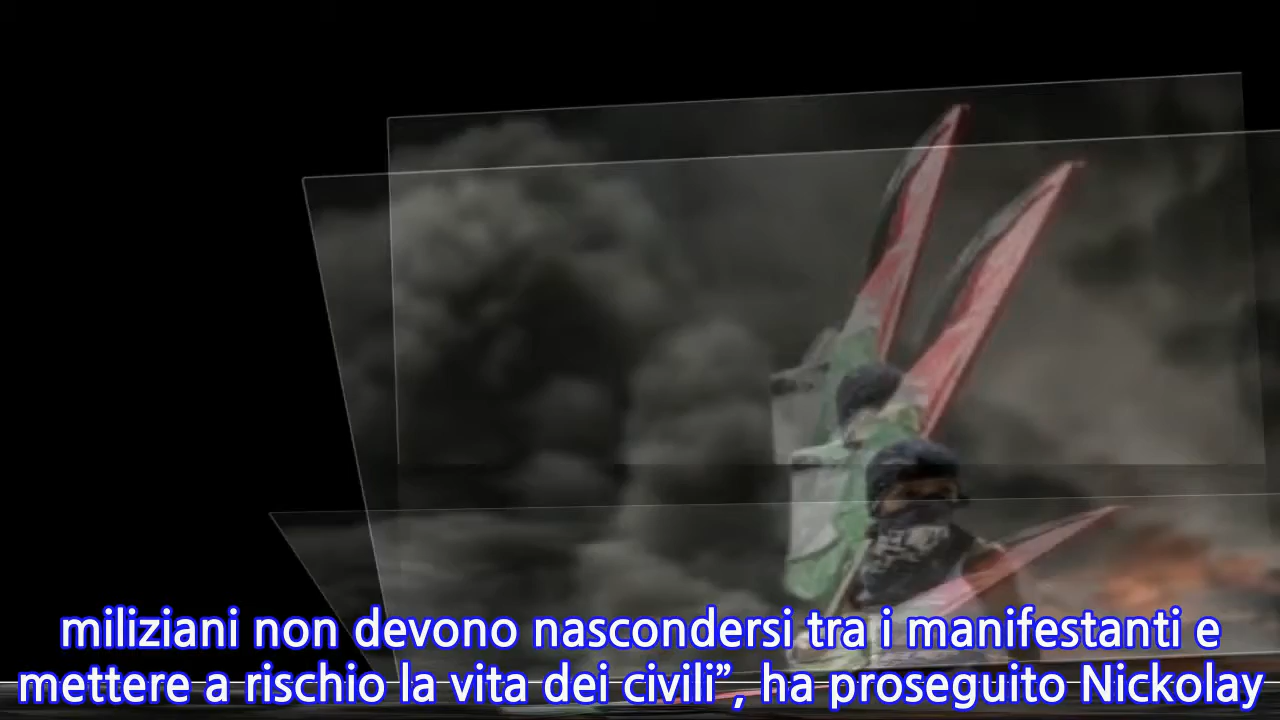 miliziani non devono nascondersi tra i manifestanti e
mettere a rischio la vita dei civili”, ha proseguito Nickolay